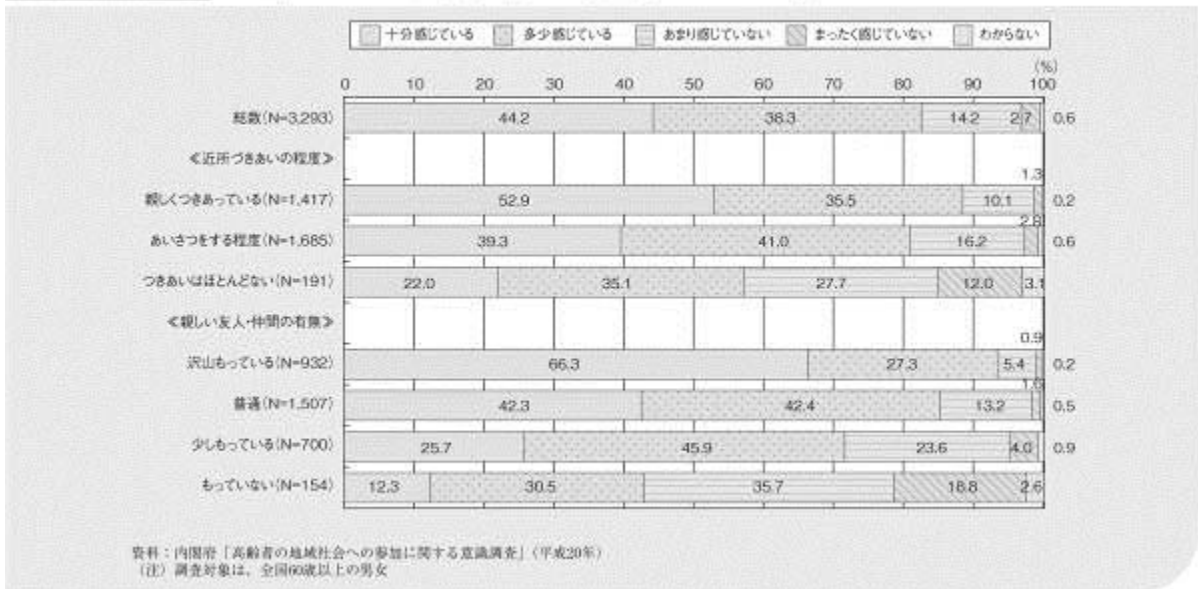 十分感じている 多少感じている あまり感じていない まったく感じていない わからない
(%)
0 10 20 30 40 50 60 70 80 90 100
総数(N=3,293) 44.2 38.3 14.2 2.7 0.6
≪近所づきあいの程度≫
1.3
親しくつきあっている(N=1,417) 52.9 35.5 10.1 0.2
2.8
あいさつをする程度(N=1,685) 39.3 41.0 16.2 0.6
つきあいはほとんどない(N=191) 22.0 35.1 27.7 12.0 3.1
≪親しい友人・仲間の有無≫
0.9
沢山もっている(N=932) 66.3 27.3 5.4 0.2
1.6
普通(N=1,507) 42.3 42.4 13.2 0.5
少しもっている(N=700) 25.7 45.9 23.6 4.0 0.9
もっていない(N=154) 12.3 30.5 35.7 18.8 2.6
資料：内閣府「高齢者の地域社会への参加に関する意識調査」（平成20年）
（注）調査対象は、全国60歳以上の男女